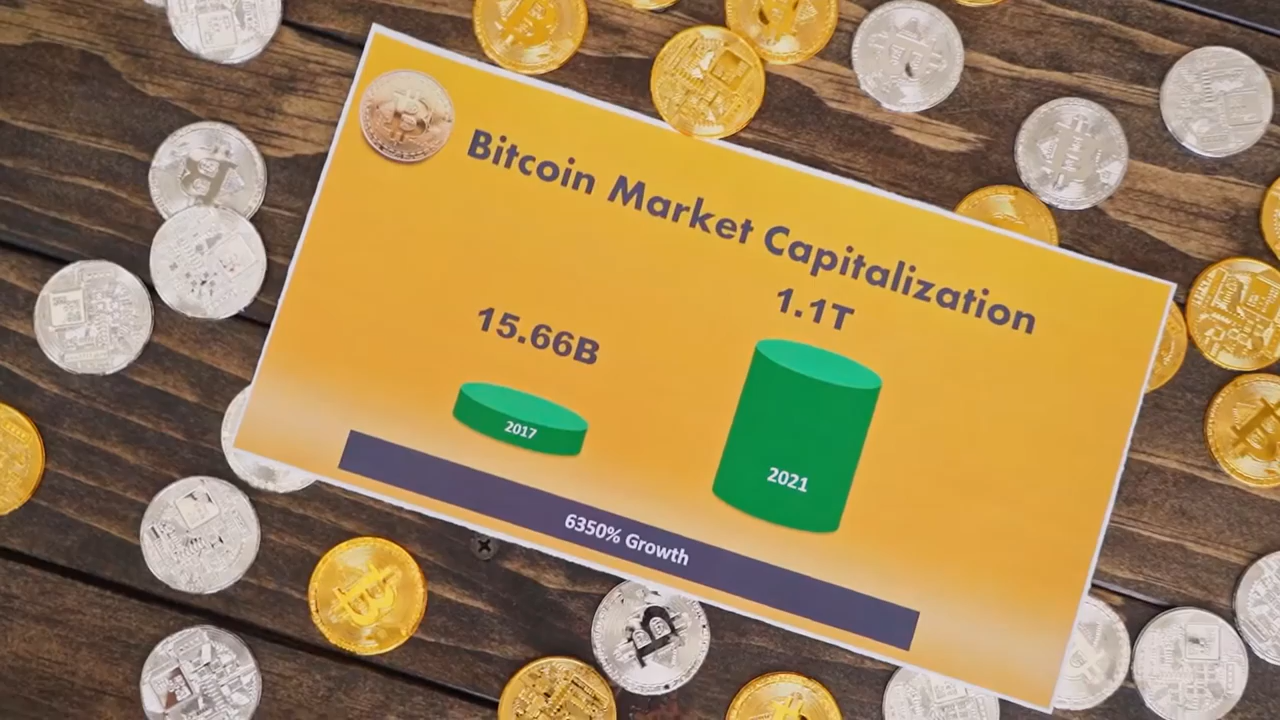 Bitcoin Market Capitalization
15.66B
1.1T
2017
2021
6350% Growth